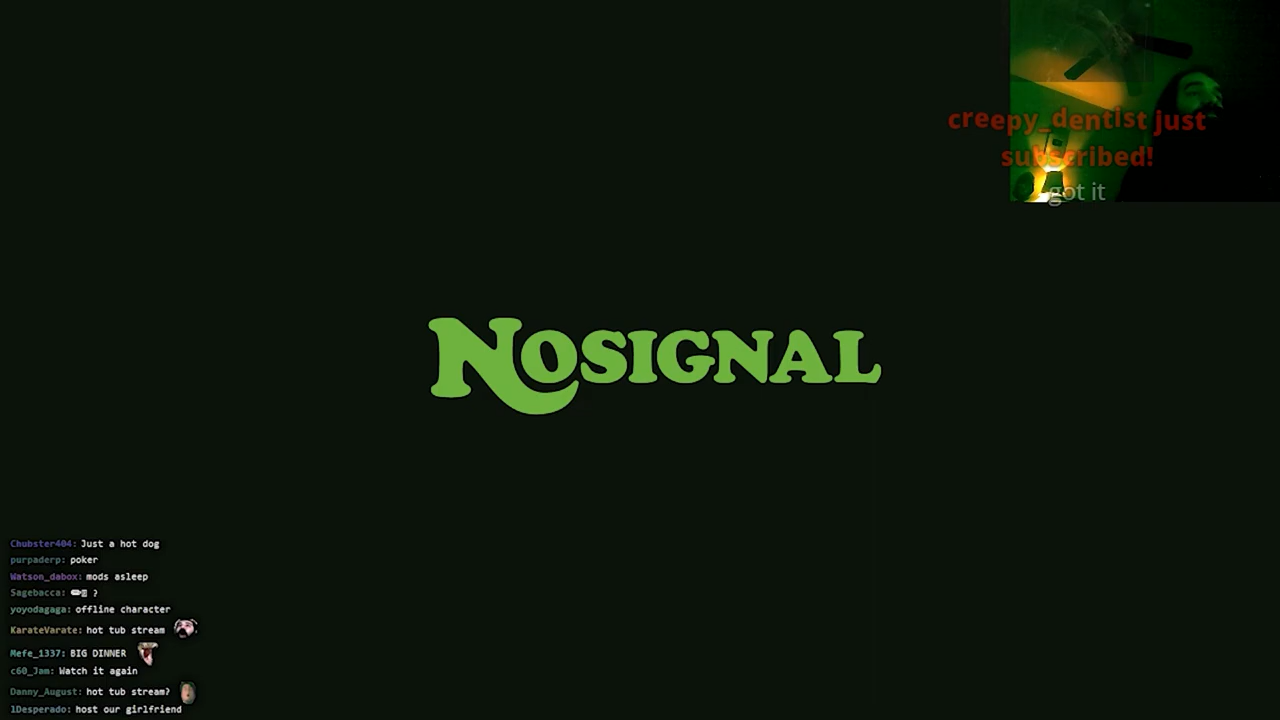 creepy_dentist just
subscribed!
got it
NOSIGNAL
Chubster404: Just a hot dog
purpaderp: poker
Watson_dabox: mods asleep
Sagebacca: ?
yoyodagaga: offline character
KarateVarate: hot tub stream
Mefe_1337: BIG DINNER
c60_Jam: Watch it again
Danny_August: hot tub stream?
lDesperado: host our girlfriend